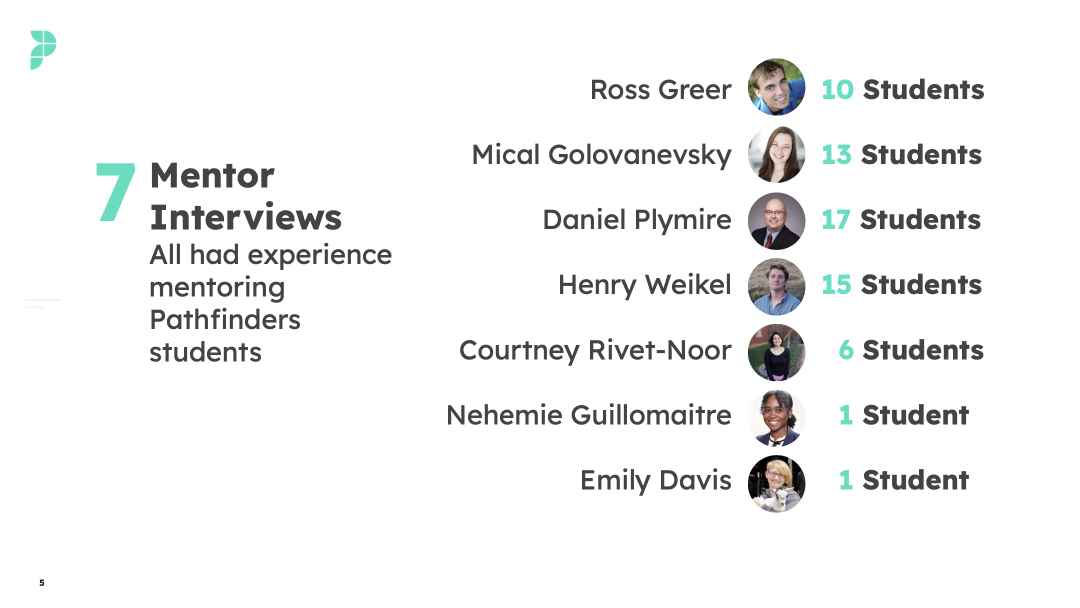 7 Mentor
Interviews
All had experience
mentoring
Pathfinders
students
Ross Greer 10 Students
Mical Golovanevsky 13 Students
Daniel Plymire 17 Students
Henry Weikel 15 Students
Courtney Rivet-Noor 6 Students
Nehemie Guillomaitre 1 Student
Emily Davis 1 Student
5